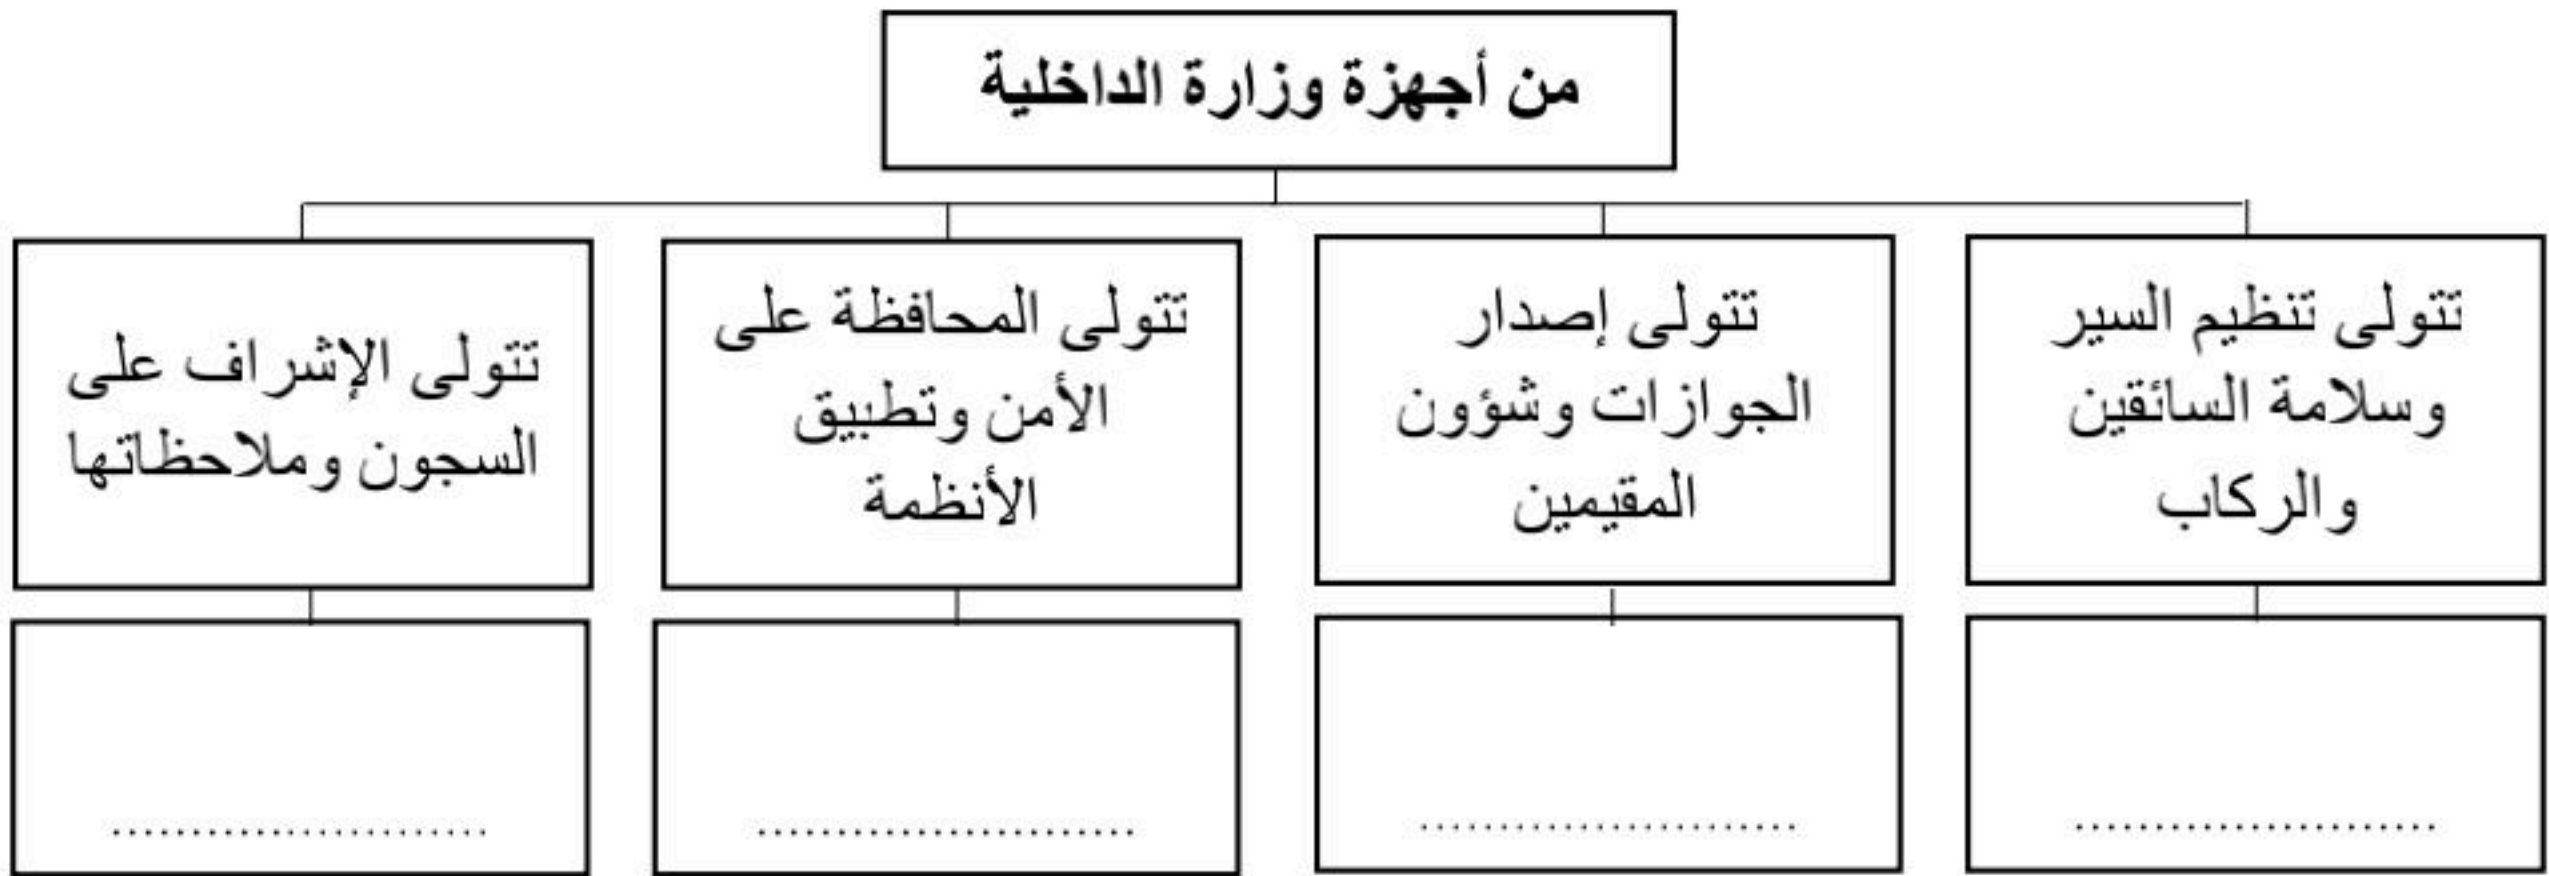 من أجهزة وزارة الداخلية
تتولى تنظيم السير
وسلامة السائقين
والركاب
تتولى إصدار
الجوازات وشؤون
المقيمين
تتولى المحافظة على
الأمن وتطبيق
الأنظمة
تتولى الإشراف على
السجون وملاحظاتها
........................
........................
........................
........................